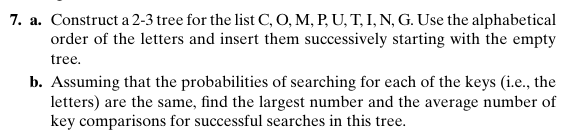 7. a. Construct a 2-3 tree for the list C, O, M, P, U, T, I, N, G. Use the alphabetical
order of the letters and insert them successively starting with the empty
tree.
b. Assuming that the probabilities of searching for each of the keys (i.e., the
letters) are the same, find the largest number and the average number of
key comparisons for successful searches in this tree.